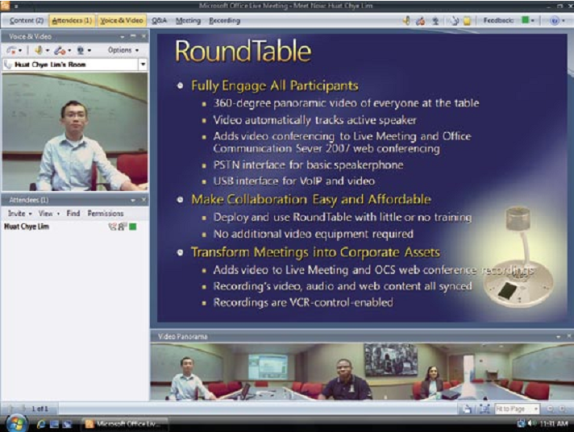 Microsoft Office Live Meeting - Meet Now: Huat Chye Lim
Content (2) Attendees (1) Voice & Video Q&A Meeting Recording Feedback:
Voice & Video
Options
Huat Chye Lim's Room
Attendees (1)
Invite View Find Permissions
Huat Chye Lim
RoundTable
Fully Engage All Participants
360-degree panoramic video of everyone at the table
Video automatically tracks active speaker
Adds video conferencing to Live Meeting and Office
Communication Sever 2007 web conferencing
PSTN interface for basic speakerphone
USB interface for VoIP and video
Make Collaboration Easy and Affordable
Deploy and use RoundTable with little or no training
No additional video equipment required
Transform Meetings into Corporate Assets
Adds video to Live Meeting and OCS web conference recordings
Recording's video, audio and web content all synced
Recordings are VCR-control-enabled
Video Panorama
1 of 1
Fit to Page
Microsoft Office Liv...
11:31 AM